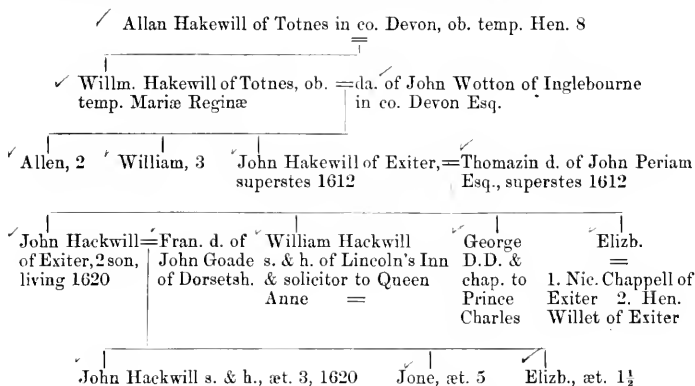 Allan Hakewill of Totnes in co. Devon, ob. temp. Hen. 8
=
Willm. Hakewill of Totnes, ob. = da. of John Wotton of Inglebourne
temp. Mariæ Reginæ in co. Devon Esq.
Allen, 2 William, 3 John Hakewill of Exiter, = Thomazin d. of John Periam
superstes 1612 Esq., superstes 1612
John Hackwill = Fran. d. of William Hackwill George Elizb.
of Exiter, 2 son, John Goade s. & h. of Lincoln's Inn D.D. & =
living 1620 of Dorsetsh. & solicitor to Queen chap. to 1. Nic. Chappell of
Anne = Prince Exiter 2. Hen.
Charles Willet of Exiter
John Hackwill s. & h., æt. 3, 1620 Jone, æt. 5 Elizb., æt. 1½